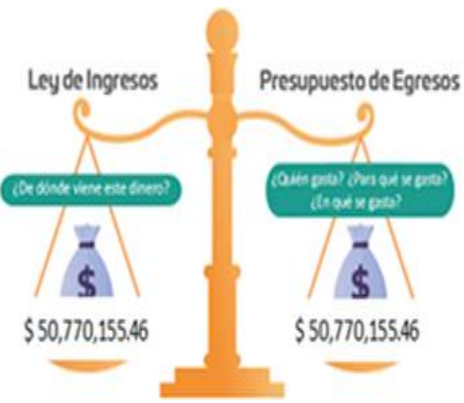 Ley de Ingresos
Presupuesto de Egresos
¿De dónde viene este dinero?
¿Quién gasta? ¿Para qué se gasta?
¿En qué se gasta?
$
$
$ 50,770,155.46
$ 50,770,155.46